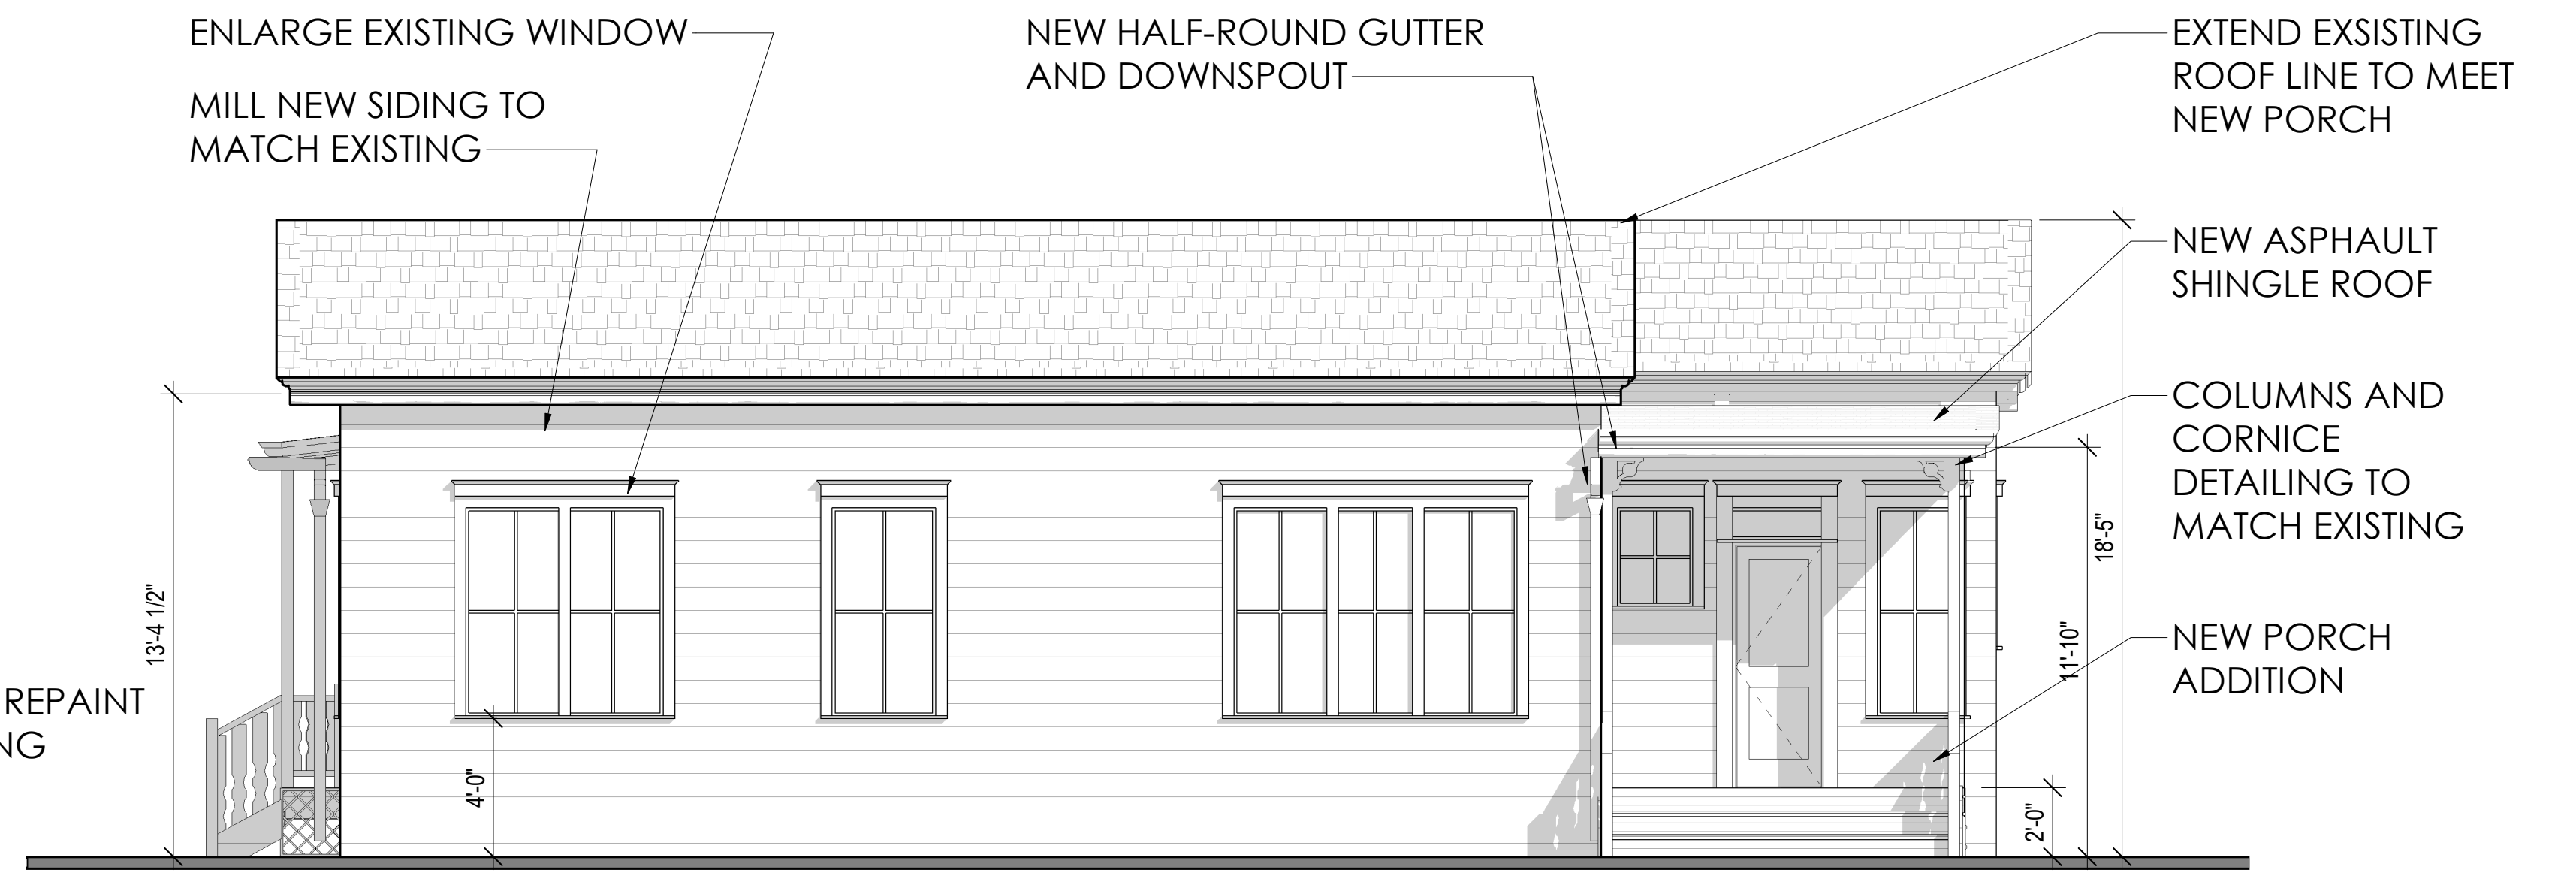 ENLARGE EXISTING WINDOW
MILL NEW SIDING TO
MATCH EXISTING
NEW HALF-ROUND GUTTER
AND DOWNSPOUT
EXTEND EXSISTING
ROOF LINE TO MEET
NEW PORCH
NEW ASPHAULT
SHINGLE ROOF
COLUMNS AND
CORNICE
DETAILING TO
MATCH EXISTING
NEW PORCH
ADDITION
REPAINT
NG
13'-4 1/2"
4'-0"
2'-0"
11'-10"
18'-5"